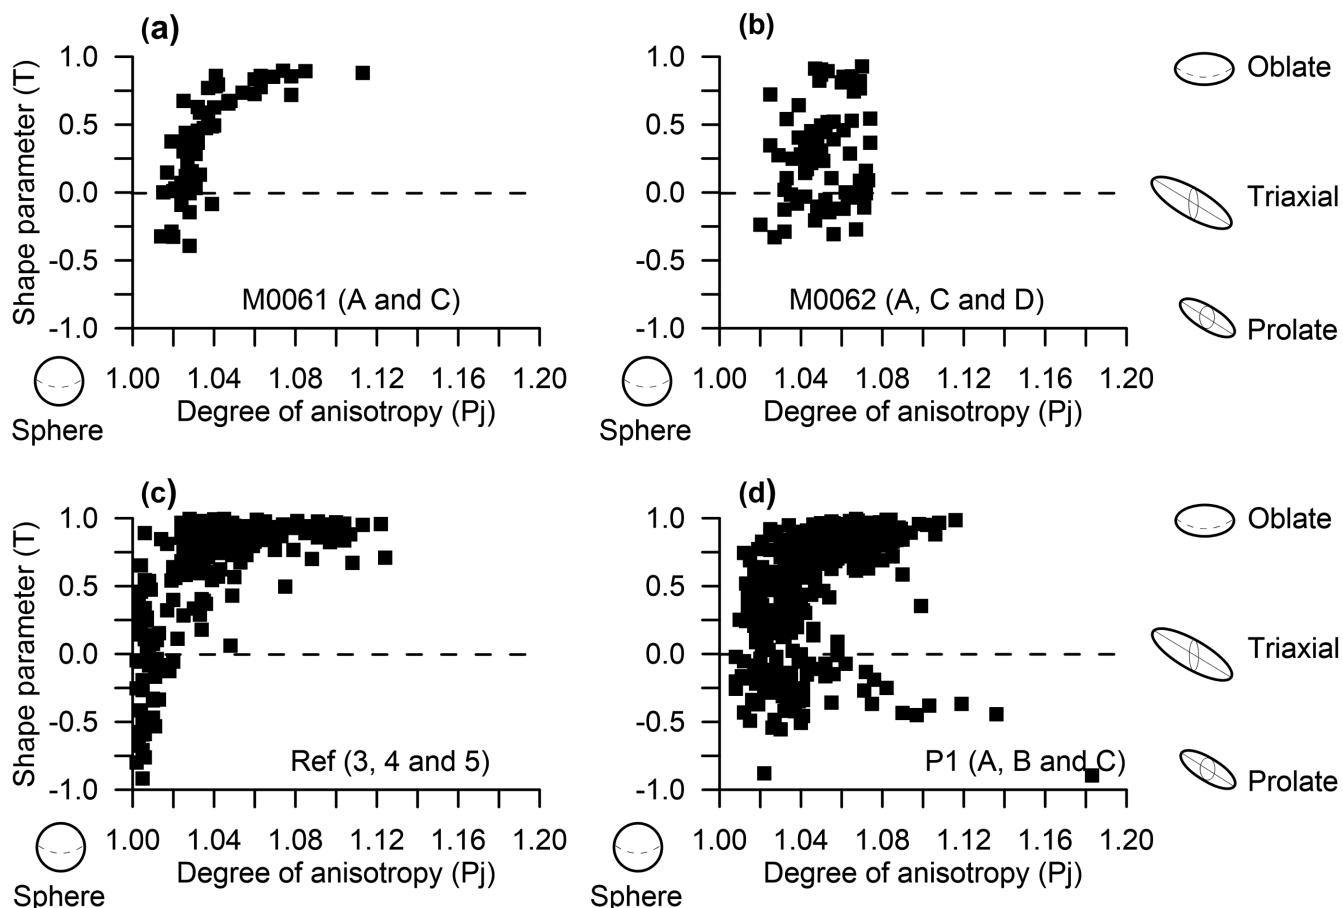 (a)
(b)
1.0
0.5
0.0
-0.5
-1.0
Shape parameter (T)
M0061 (A and C)
1.00 1.04 1.08 1.12 1.16 1.20
Degree of anisotropy (Pj)
Sphere
1.0
0.5
0.0
-0.5
-1.0
M0062 (A, C and D)
1.00 1.04 1.08 1.12 1.16 1.20
Degree of anisotropy (Pj)
Sphere
Oblate
Triaxial
Prolate
(c)
(d)
1.0
0.5
0.0
-0.5
-1.0
Shape parameter (T)
Ref (3, 4 and 5)
1.00 1.04 1.08 1.12 1.16 1.20
Degree of anisotropy (Pj)
Sphere
1.0
0.5
0.0
-0.5
-1.0
P1 (A, B and C)
1.00 1.04 1.08 1.12 1.16 1.20
Degree of anisotropy (Pj)
Sphere
Oblate
Triaxial
Prolate